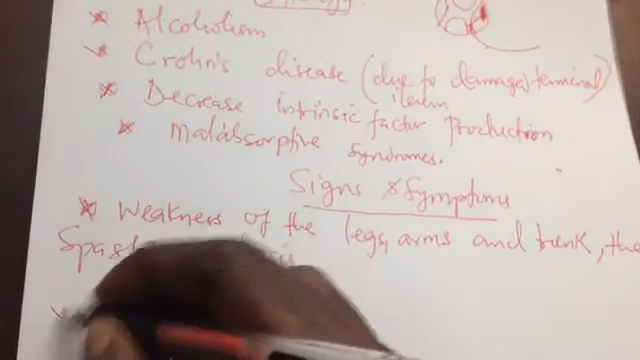 Alcoholism
Crohn's disease (due to damage) terminal)
ileum
Decrease intrinsic factor Production
Malabsorptive Syndromes.
Signs & Symptoms
Weakness of the legs, arms and trunk, the